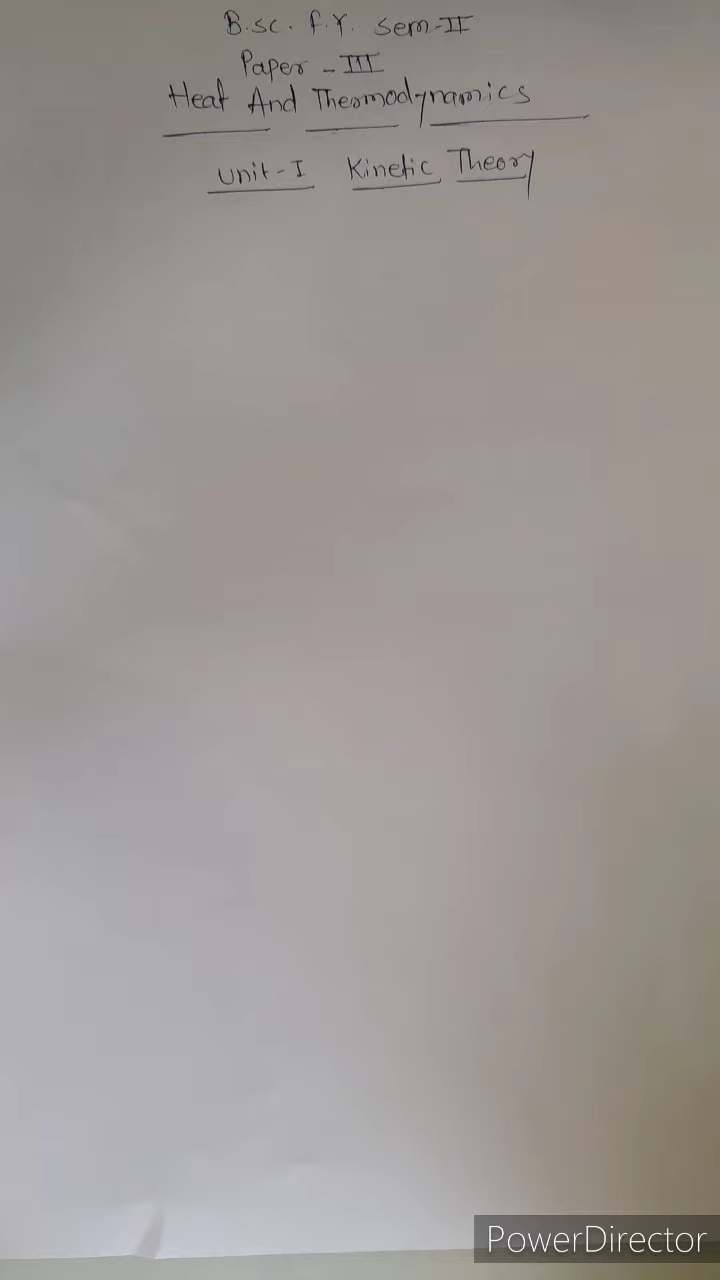 B.sc. F.Y. Sem-II
Paper - III
Heat And Thermodynamics
Unit-I Kinetic Theory
PowerDirector